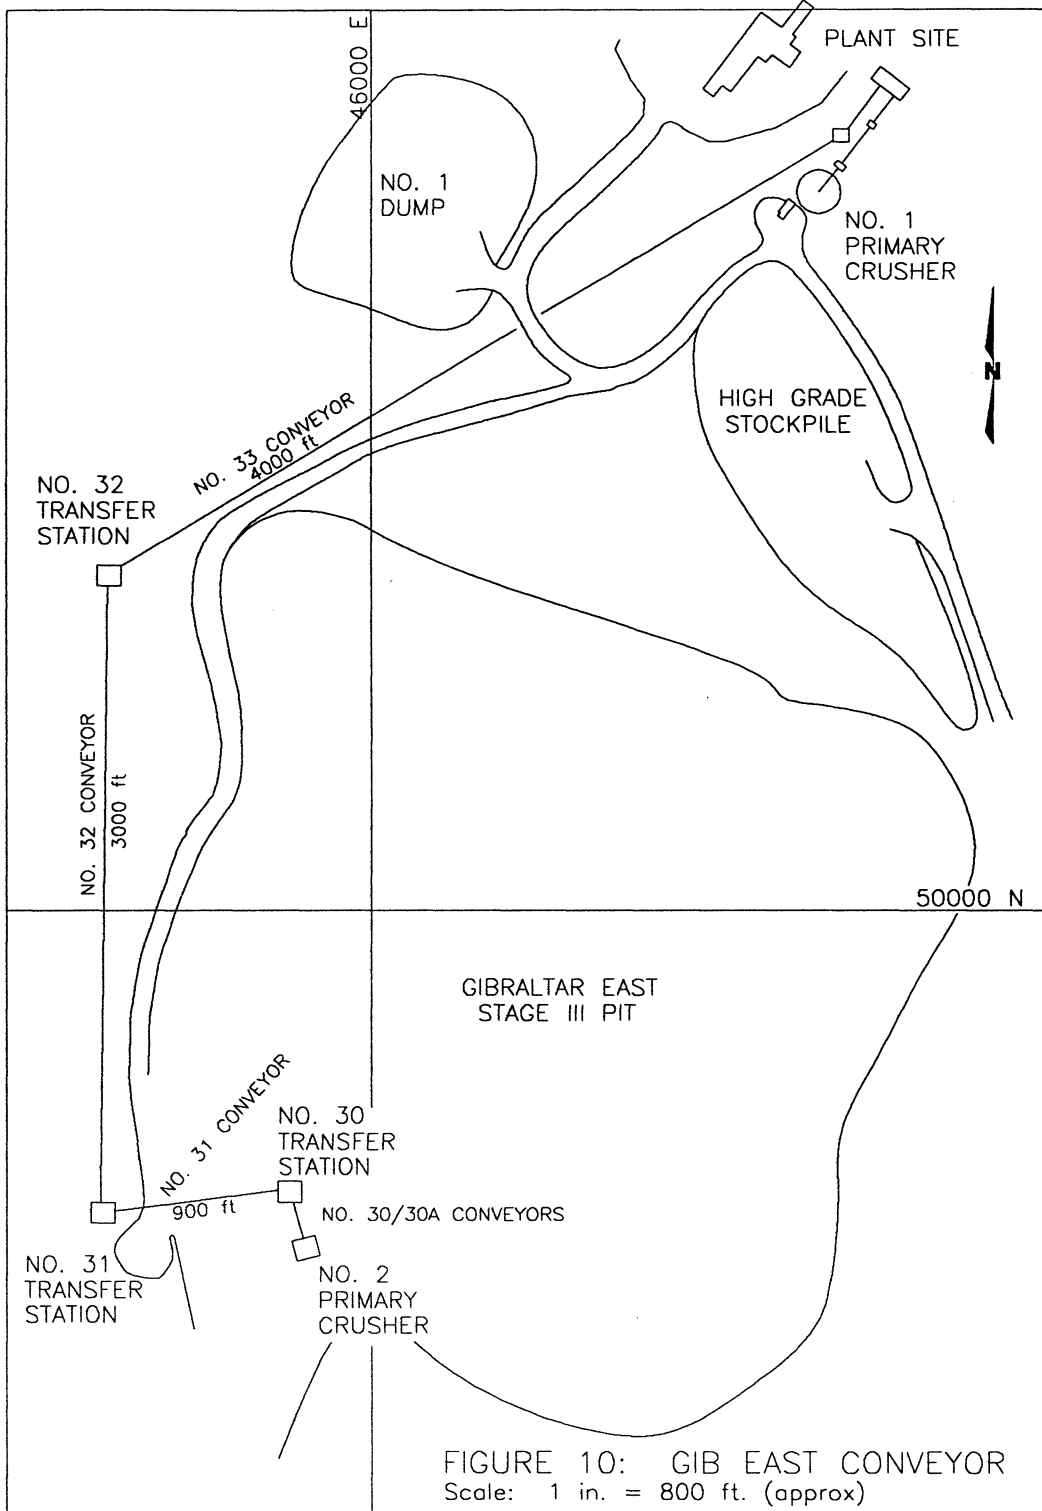 46000 E
PLANT SITE
NO. 1
DUMP
NO. 1
PRIMARY
CRUSHER
N
HIGH GRADE
STOCKPILE
NO. 33 CONVEYOR
4000 ft
NO. 32
TRANSFER
STATION
NO. 32 CONVEYOR
3000 ft
50000 N
GIBRALTAR EAST
STAGE III PIT
NO. 31 CONVEYOR
900 ft
NO. 30
TRANSFER
STATION
NO. 30/30A CONVEYORS
NO. 31
TRANSFER
STATION
NO. 2
PRIMARY
CRUSHER
FIGURE 10: GIB EAST CONVEYOR
Scale: 1 in. = 800 ft. (approx)